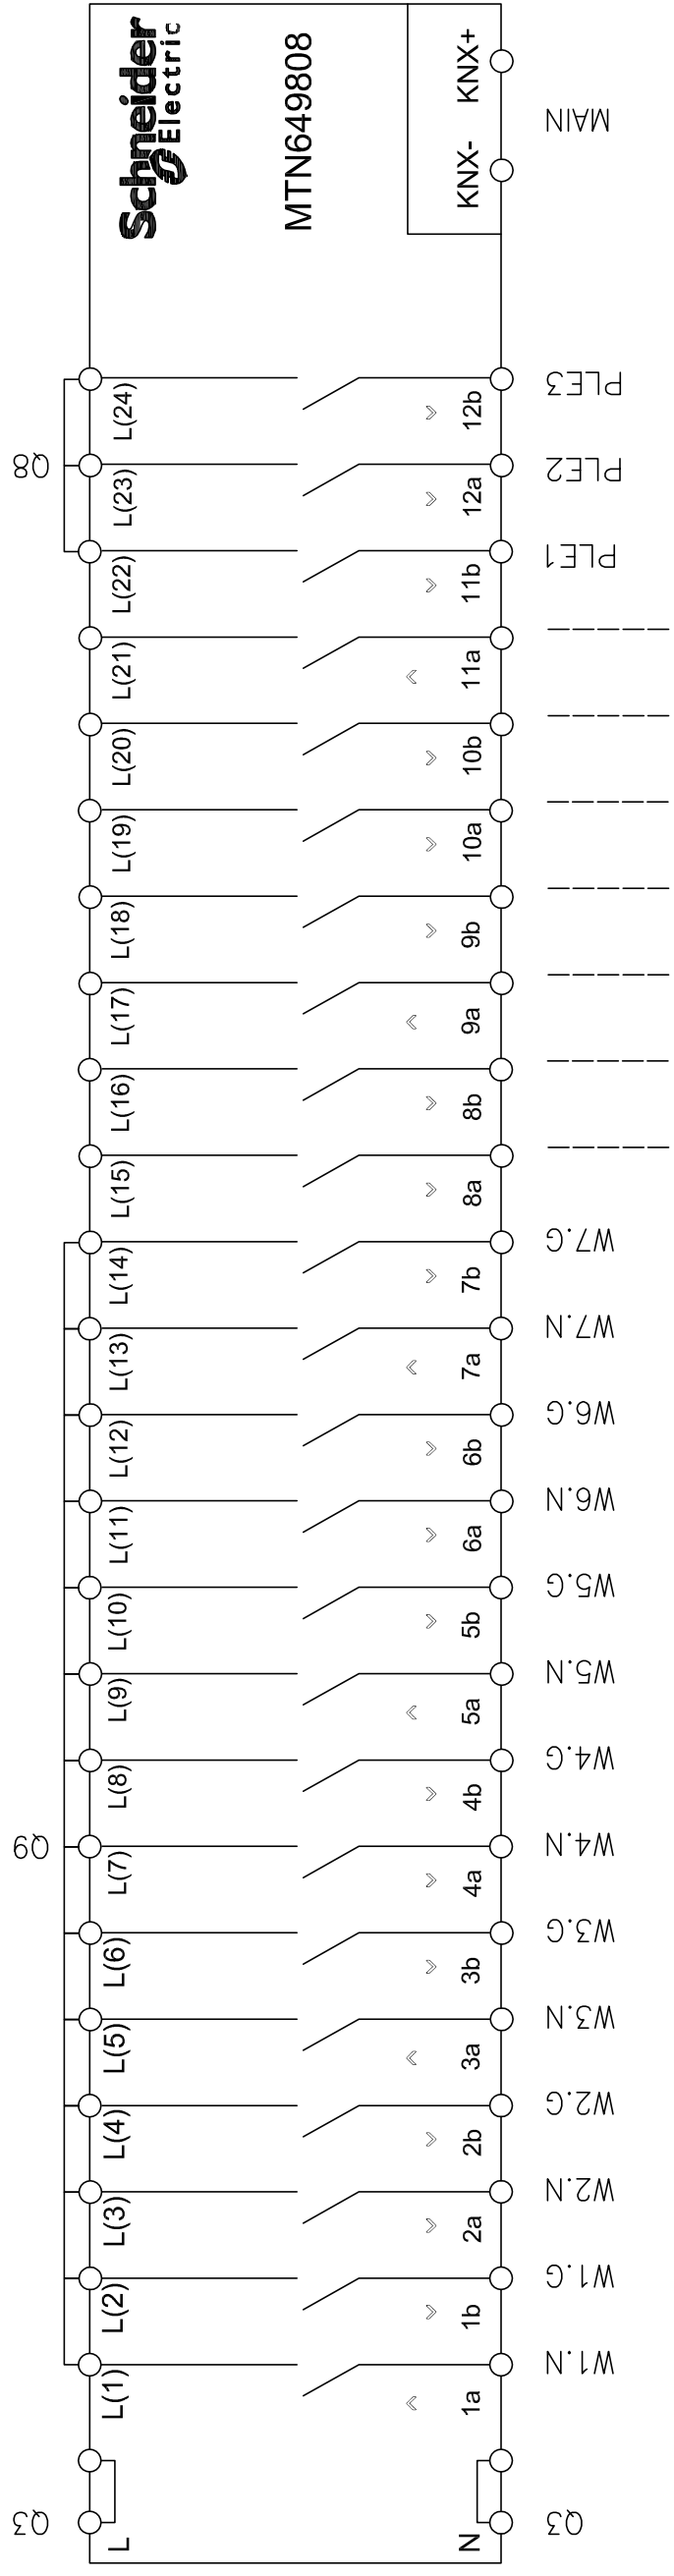 Q3
Q9
Q8
L
L(1)
L(2)
L(3)
L(4)
L(5)
L(6)
L(7)
L(8)
L(9)
L(10)
L(11)
L(12)
L(13)
L(14)
L(15)
L(16)
L(17)
L(18)
L(19)
L(20)
L(21)
L(22)
L(23)
L(24)
Schneider
Electric
MTN649808
N
1a
1b
2a
2b
3a
3b
4a
4b
5a
5b
6a
6b
7a
7b
8a
8b
9a
9b
10a
10b
11a
11b
12a
12b
KNX-
KNX+
Q3
W1.N
W1.G
W2.N
W2.G
W3.N
W3.G
W4.N
W4.G
W5.N
W5.G
W6.N
W6.G
W7.N
W7.G
-----
-----
-----
-----
-----
-----
-----
PLE1
PLE2
PLE3
MAIN